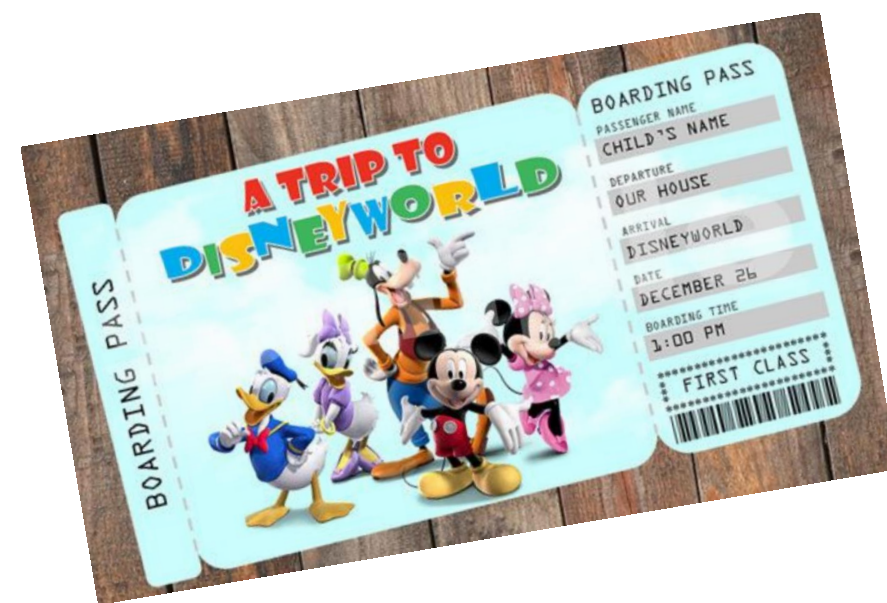 BOARDING PASS
A TRIP TO
DISNEYWORLD
BOARDING PASS
PASSENGER NAME
CHILD'S NAME
DEPARTURE
OUR HOUSE
ARRIVAL
DISNEYWORLD
DATE
DECEMBER 26
BOARDING TIME
1:00 PM
FIRST CLASS